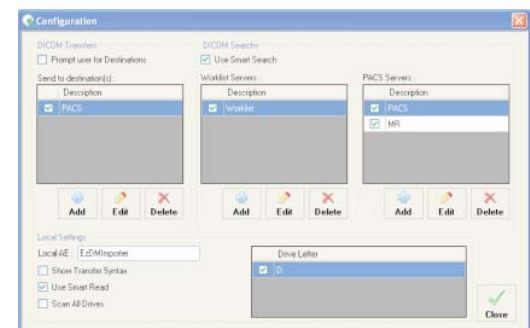 Configuration
DICOM Transfers
Prompt user for Destinations
Send to destination(s) :
Description
PACS
Add Edit Delete
DICOM Searchs
Use Smart Search
Worklist Servers :
Description
Worklist
Add Edit Delete
PACS Servers :
Description
PACS
MR
Add Edit Delete
Local Settings
Local AE : EzDMImporter
Show Transfer Syntax
Use Smart Read
Scan All Drives
Drive Letter
D:
Close